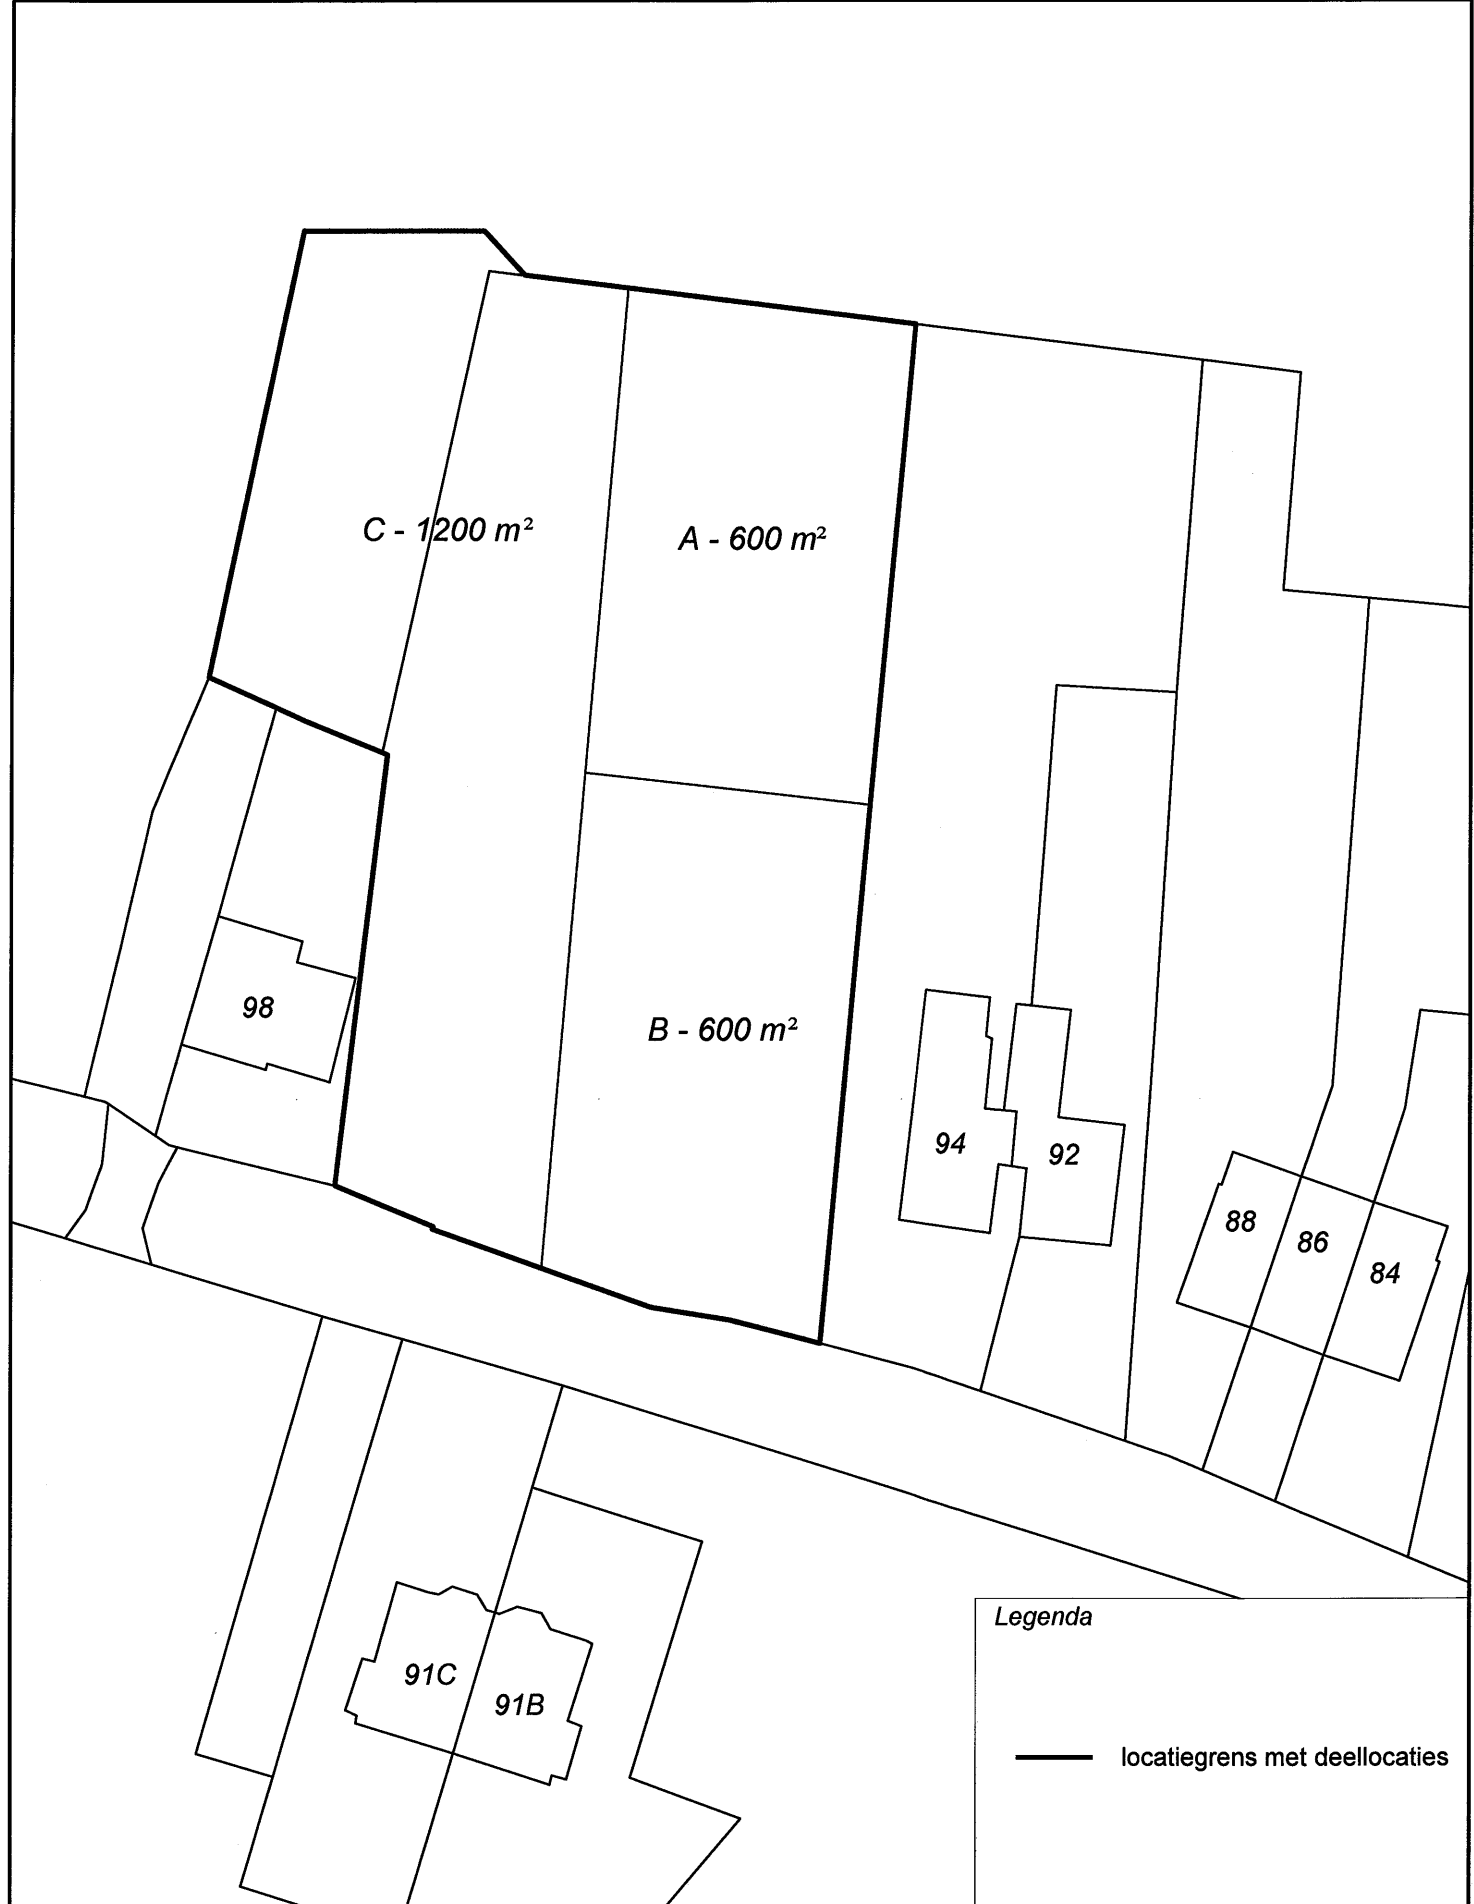 C - 1200 m²
A - 600 m²
B - 600 m²
98
94
92
88
86
84
91C
91B
Legenda
locatiegrens met deellocaties